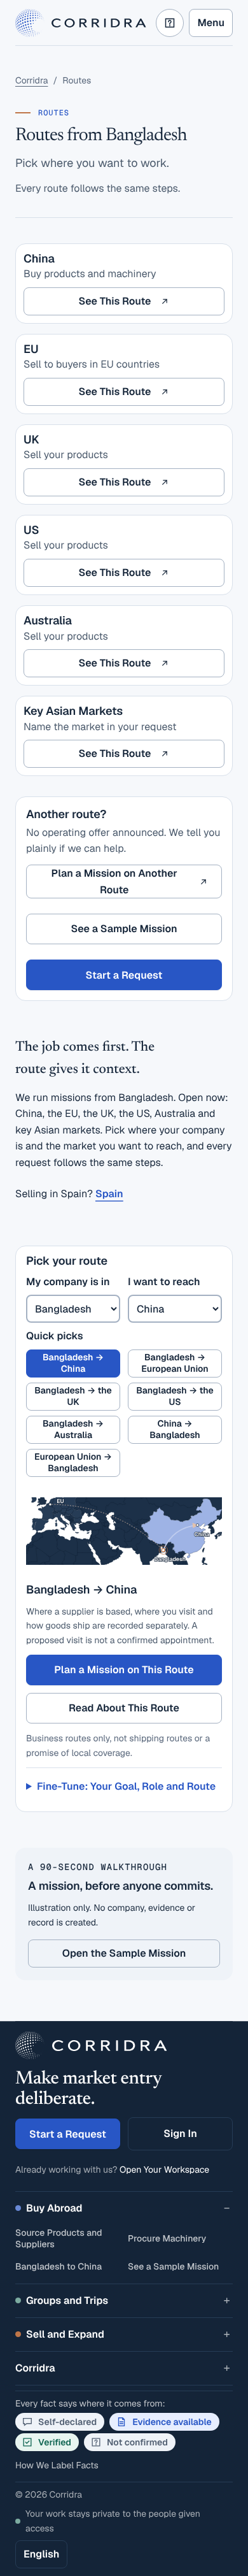 CORRIDRA
Menu
Corridra / Routes
ROUTES
Routes from Bangladesh
Pick where you want to work.
Every route follows the same steps.
China
Buy products and machinery
See This Route ↗
EU
Sell to buyers in EU countries
See This Route ↗
UK
Sell your products
See This Route ↗
US
Sell your products
See This Route ↗
Australia
Sell your products
See This Route ↗
Key Asian Markets
Name the market in your request
See This Route ↗
Another route?
No operating offer announced. We tell you
plainly if we can help.
Plan a Mission on Another
Route ↗
See a Sample Mission
Start a Request
The job comes first. The
route gives it context.
We run missions from Bangladesh. Open now:
China, the EU, the UK, the US, Australia and
key Asian markets. Pick where your company
is and the market you want to reach, and every
request follows the same steps.
Selling in Spain? Spain
Pick your route
My company is in
I want to reach
Bangladesh
China
Quick picks
Bangladesh →
China
Bangladesh →
European Union
Bangladesh → the
UK
Bangladesh → the
US
Bangladesh →
Australia
China →
Bangladesh
European Union →
Bangladesh
EU
China
Bangladesh
Bangladesh → China
Where a supplier is based, where you visit and
how goods ship are recorded separately. A
proposed visit is not a confirmed appointment.
Plan a Mission on This Route
Read About This Route
Business routes only, not shipping routes or a
promise of local coverage.
Fine-Tune: Your Goal, Role and Route
A 90-SECOND WALKTHROUGH
A mission, before anyone commits.
Illustration only. No company, evidence or
record is created.
Open the Sample Mission
CORRIDRA
Make market entry
deliberate.
Start a Request
Sign In
Already working with us? Open Your Workspace
Buy Abroad −
Source Products and
Suppliers
Procure Machinery
Bangladesh to China
See a Sample Mission
Groups and Trips +
Sell and Expand +
Corridra +
Every fact says where it comes from:
Self-declared
Evidence available
Verified
Not confirmed
How We Label Facts
© 2026 Corridra
Your work stays private to the people given
access
English